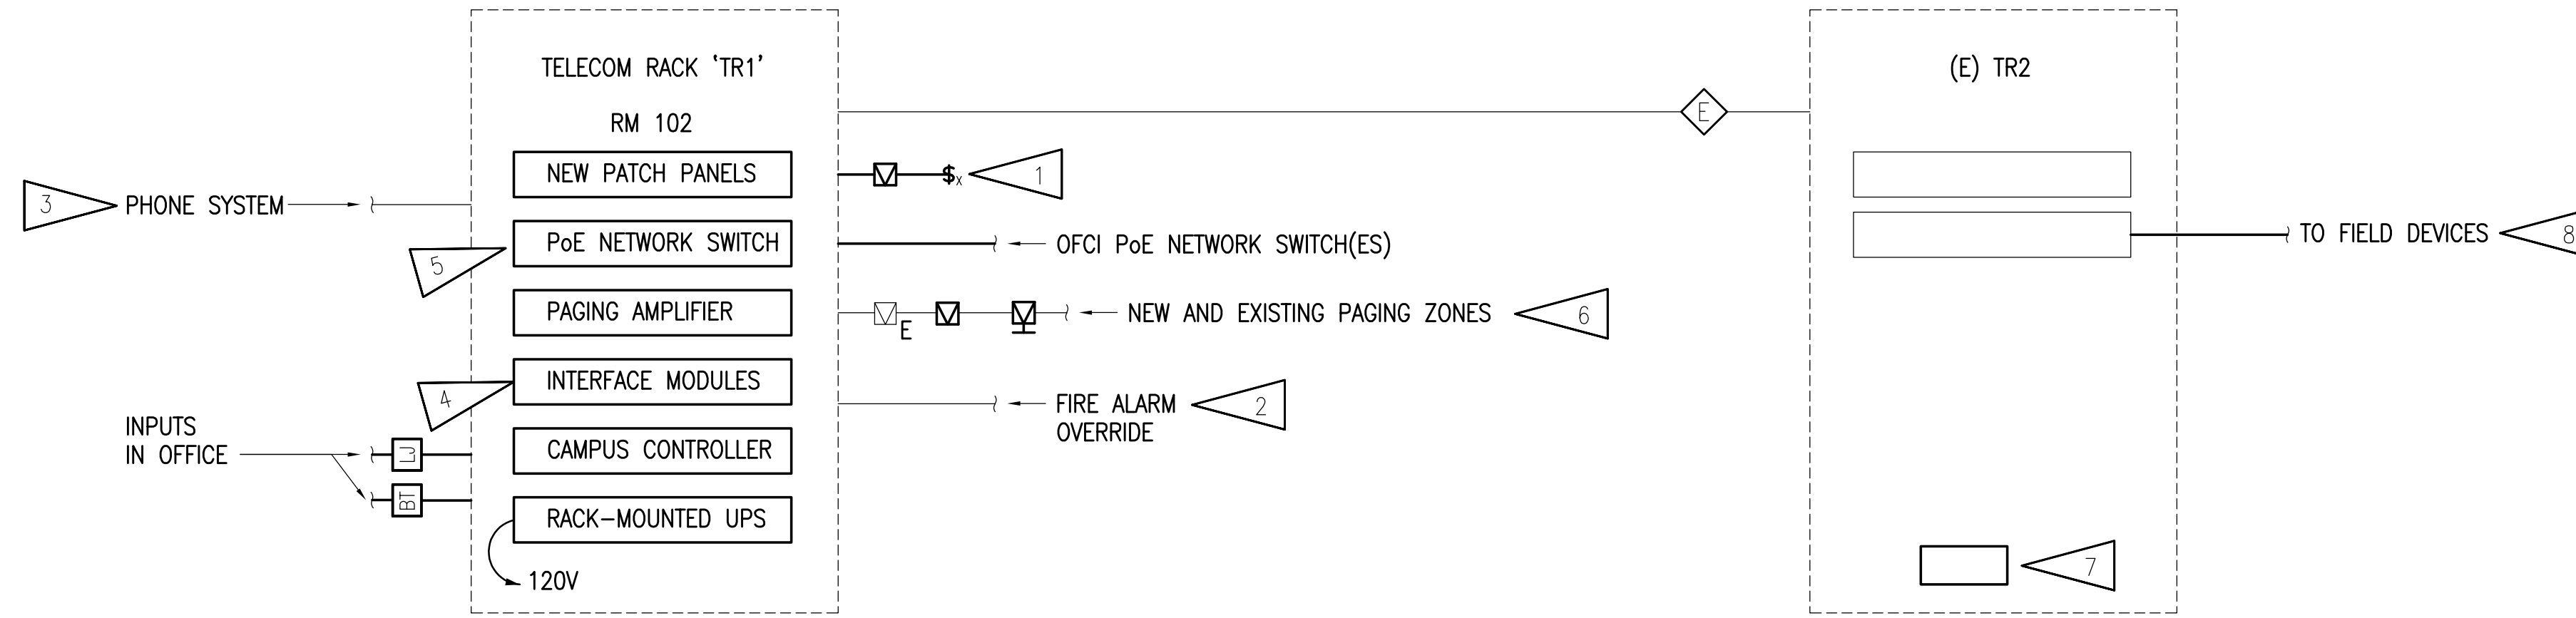 TELECOM RACK ‘TR1’
RM 102
NEW PATCH PANELS
PoE NETWORK SWITCH
PAGING AMPLIFIER
INTERFACE MODULES
CAMPUS CONTROLLER
RACK-MOUNTED UPS
120V
3
PHONE SYSTEM
5
4
INPUTS
IN OFFICE
LJ
BT
$x
1
OFCI PoE NETWORK SWITCH(ES)
E
NEW AND EXISTING PAGING ZONES
6
FIRE ALARM
OVERRIDE
2
E
(E) TR2
TO FIELD DEVICES
8
7